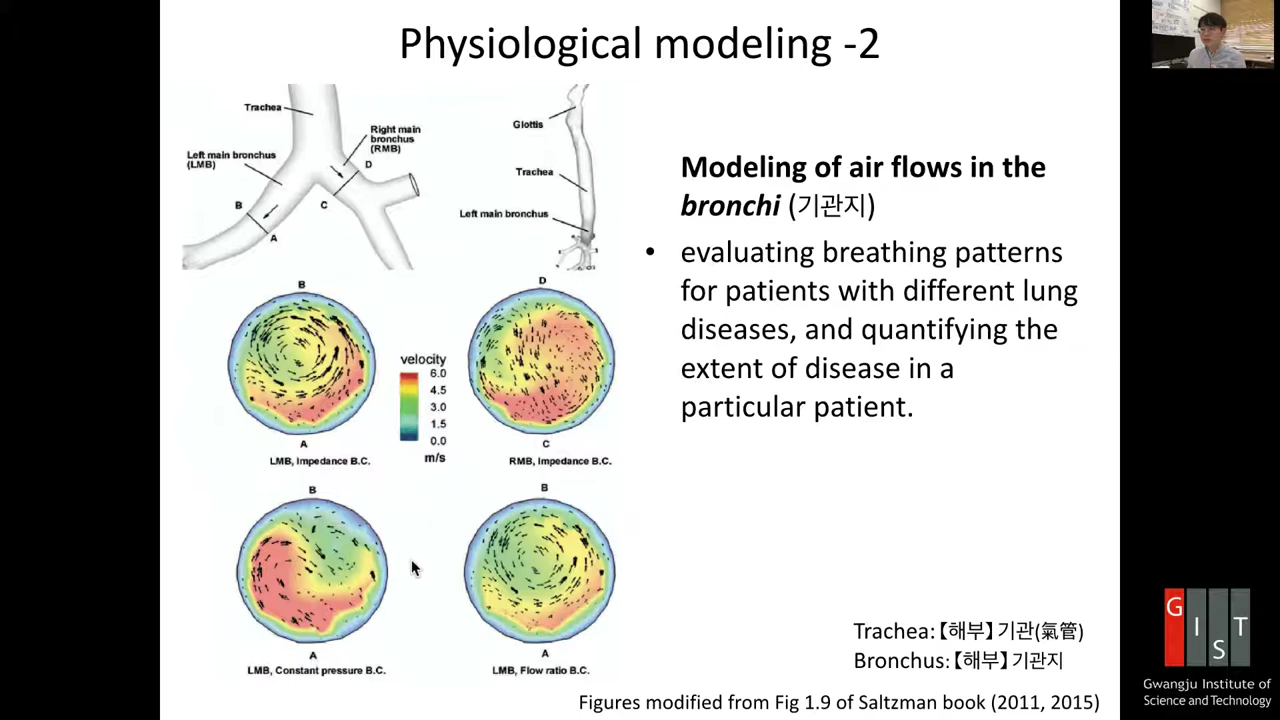 Physiological modeling -2
Trachea
Right main
bronchus
(RMB)
Left main bronchus
(LMB)
D
B
C
A
Glottis
Trachea
Left main bronchus
Modeling of air flows in the
bronchi (기관지)
• evaluating breathing patterns
for patients with different lung
diseases, and quantifying the
extent of disease in a
particular patient.
B
D
velocity
6.0
4.5
3.0
1.5
0.0
m/s
A
C
LMB, Impedance B.C.
RMB, Impedance B.C.
B
B
A
A
LMB, Constant pressure B.C.
LMB, Flow ratio B.C.
Trachea:【해부】기관(氣管)
Bronchus:【해부】기관지
Figures modified from Fig 1.9 of Saltzman book (2011, 2015)
GIST
Gwangju Institute of
Science and Technology